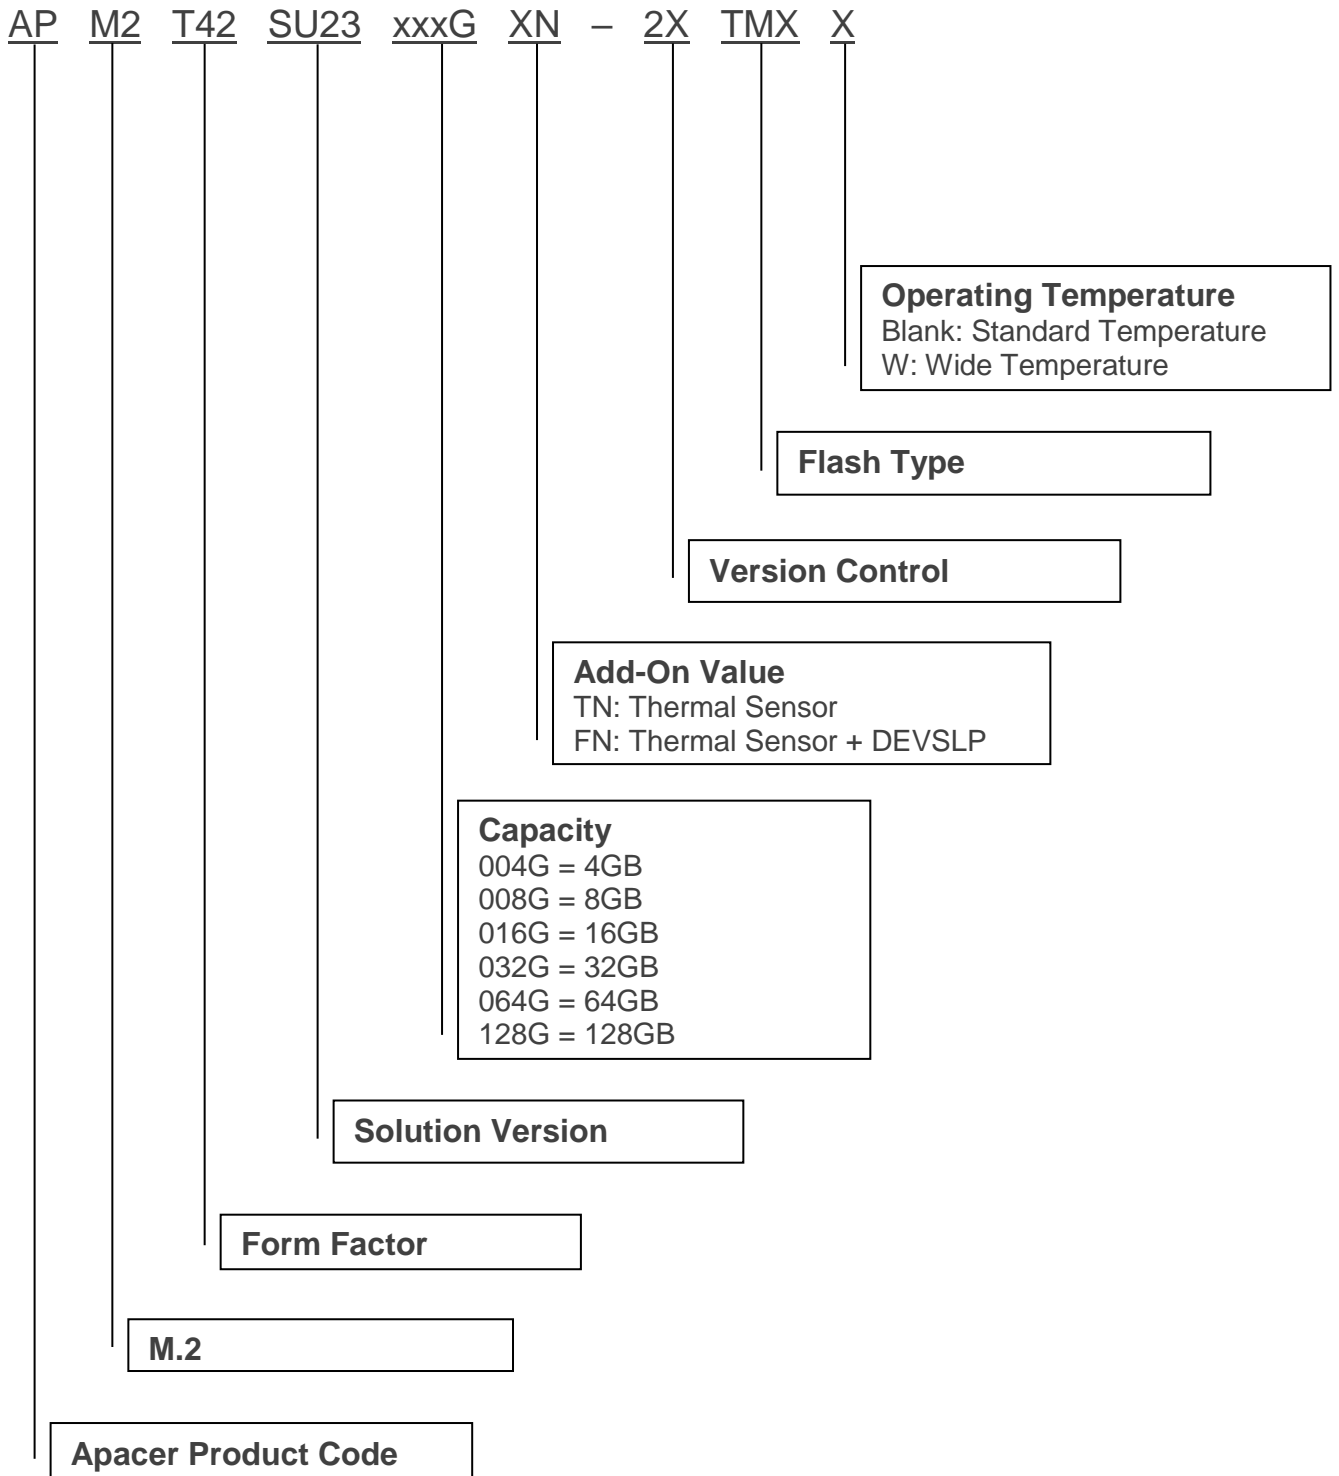 AP M2 T42 SU23 xxxG XN – 2X TMX X
Operating Temperature
Blank: Standard Temperature
W: Wide Temperature
Flash Type
Version Control
Add-On Value
TN: Thermal Sensor
FN: Thermal Sensor + DEVSLP
Capacity
004G = 4GB
008G = 8GB
016G = 16GB
032G = 32GB
064G = 64GB
128G = 128GB
Solution Version
Form Factor
M.2
Apacer Product Code